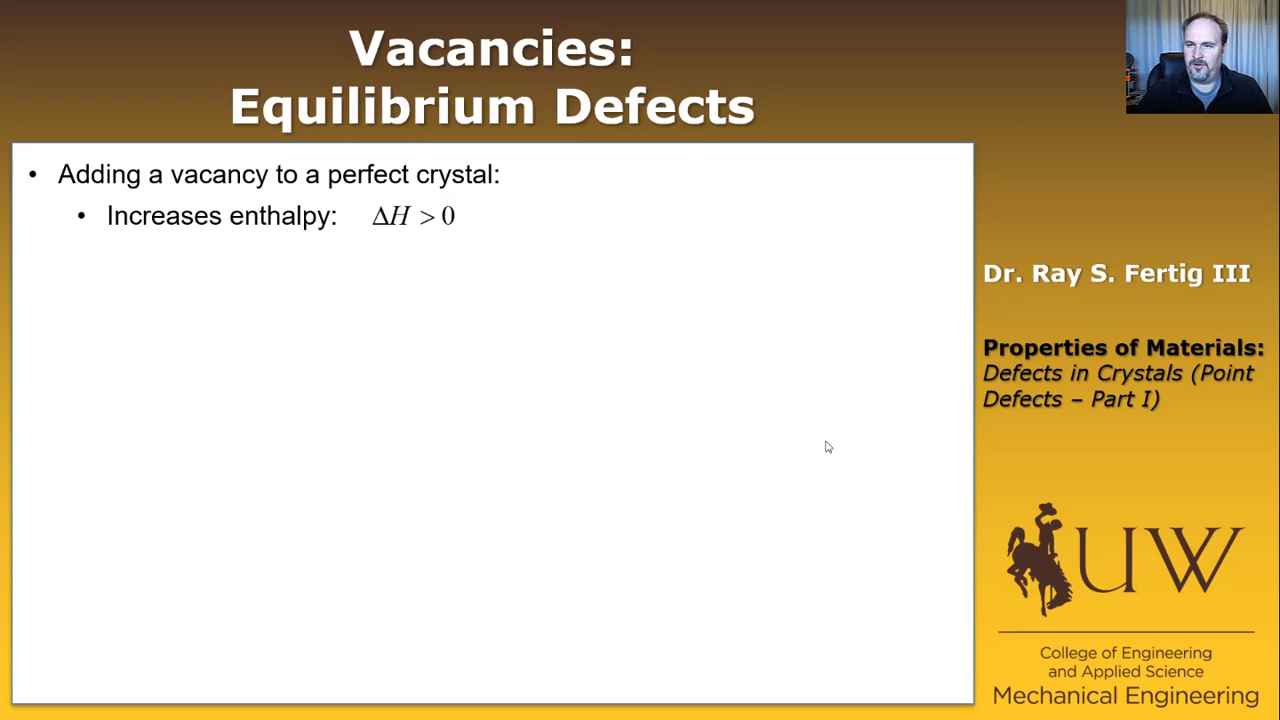 Vacancies:
Equilibrium Defects
• Adding a vacancy to a perfect crystal:
• Increases enthalpy: ΔH > 0
Dr. Ray S. Fertig III
Properties of Materials:
Defects in Crystals (Point
Defects – Part I)
UW
College of Engineering
and Applied Science
Mechanical Engineering